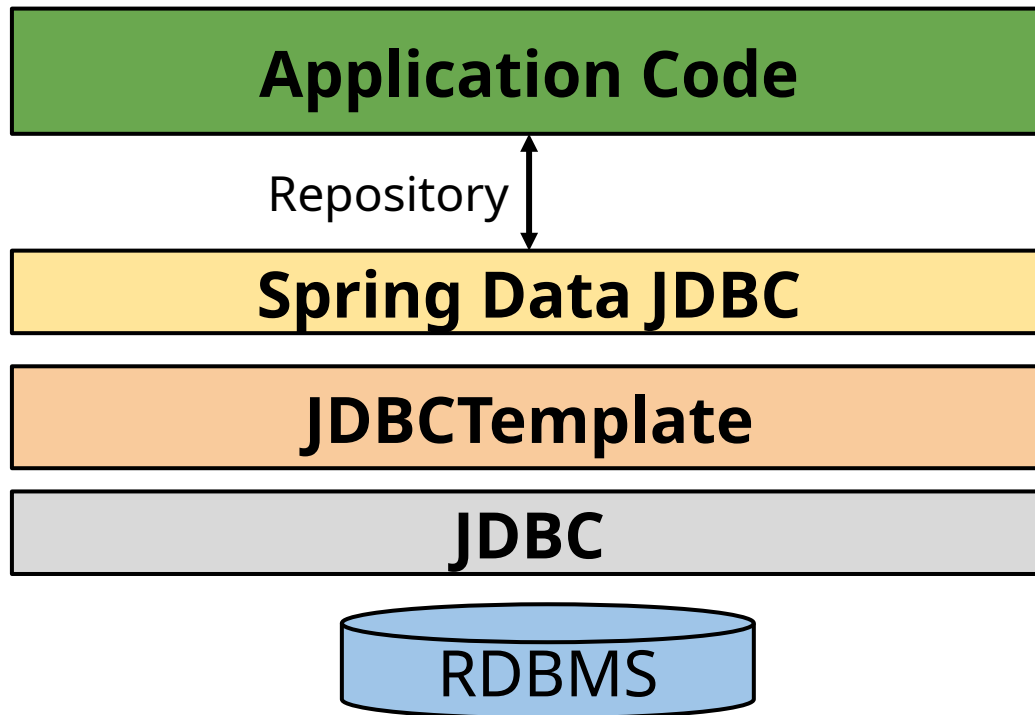 Application Code
Repository
Spring Data JDBC
JDBCTemplate
JDBC
RDBMS